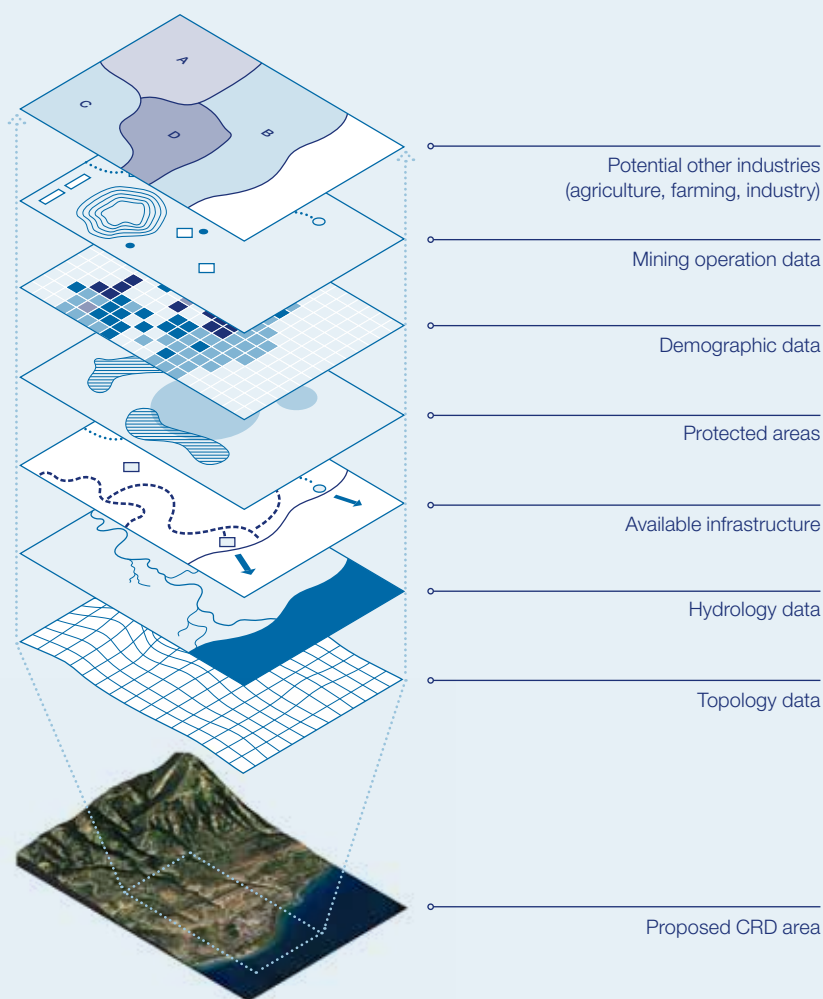 A
C
D
B
Potential other industries
(agriculture, farming, industry)
Mining operation data
Demographic data
Protected areas
Available infrastructure
Hydrology data
Topology data
Proposed CRD area